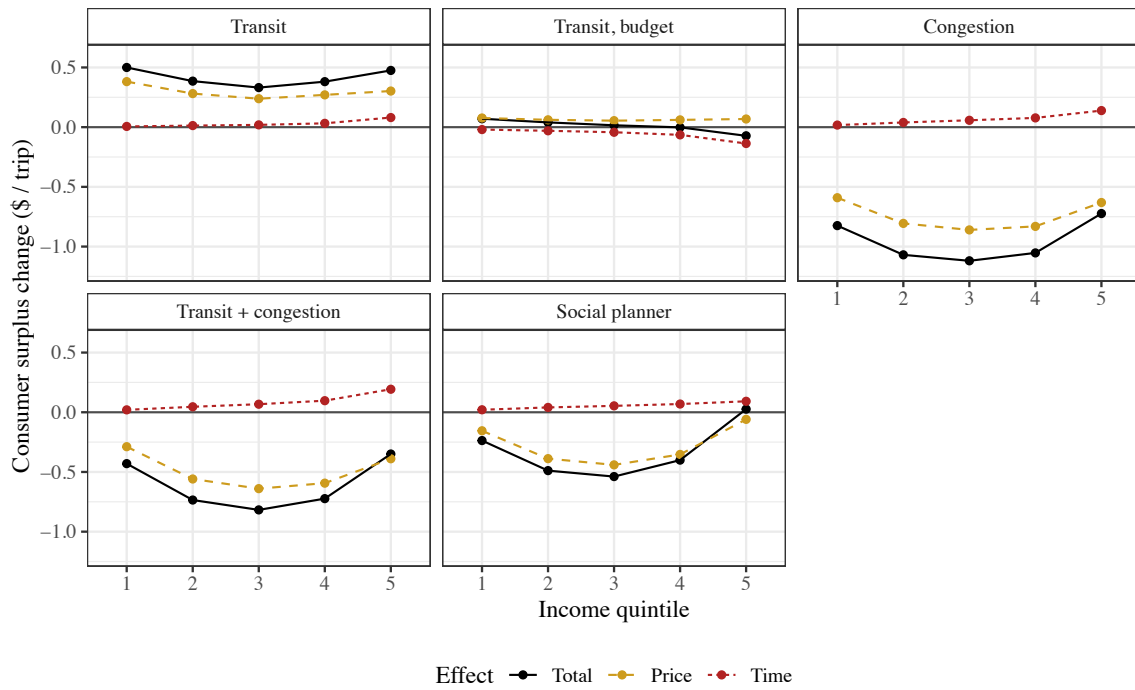 Transit
Transit, budget
Congestion
Consumer surplus change ($ / trip)
0.5
0.0
−0.5
−1.0
1 2 3 4 5
Transit + congestion
Social planner
0.5
0.0
−0.5
−1.0
1 2 3 4 5
1 2 3 4 5
Income quintile
Effect Total Price Time